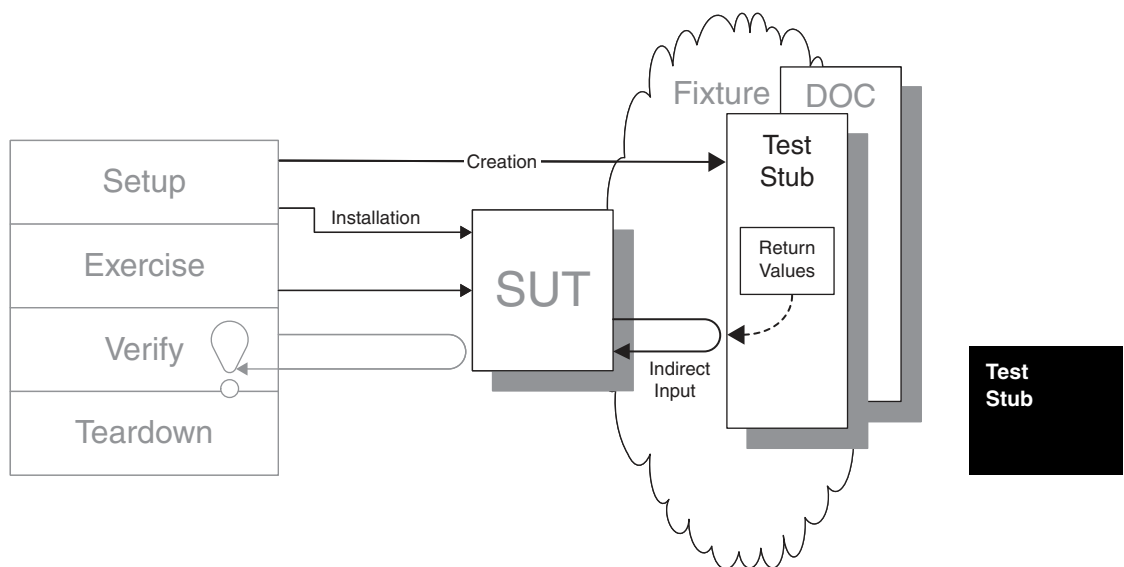 Fixture
DOC
Test
Stub
Setup
Creation
Installation
Exercise
SUT
Return
Values
Verify
Indirect
Input
Teardown
Test
Stub